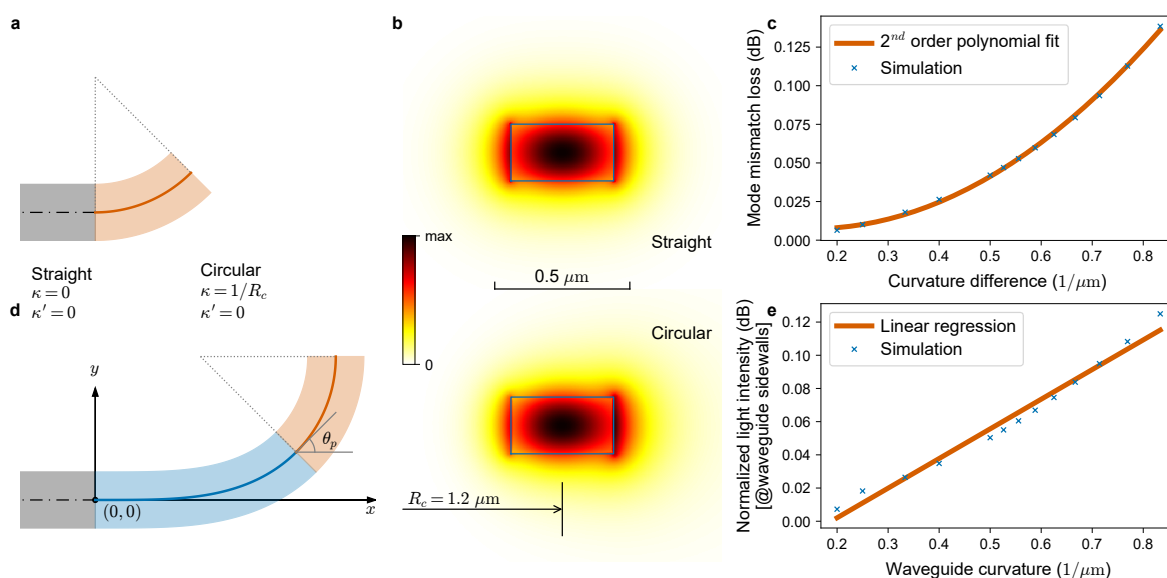 a
Straight
κ = 0
κ′ = 0
Circular
κ = 1/R_c
κ′ = 0
b
max
0
Straight
0.5 μm
Circular
R_c = 1.2 μm
c
Mode mismatch loss (dB)
0.125
0.100
0.075
0.050
0.025
0.000
2^nd order polynomial fit
Simulation
0.2 0.3 0.4 0.5 0.6 0.7 0.8
Curvature difference (1/μm)
d
y
θ_p
(0, 0)
x
e
Normalized light intensity (dB)
[@waveguide sidewalls]
0.12
0.10
0.08
0.06
0.04
0.02
0.00
Linear regression
Simulation
0.2 0.3 0.4 0.5 0.6 0.7 0.8
Waveguide curvature (1/μm)